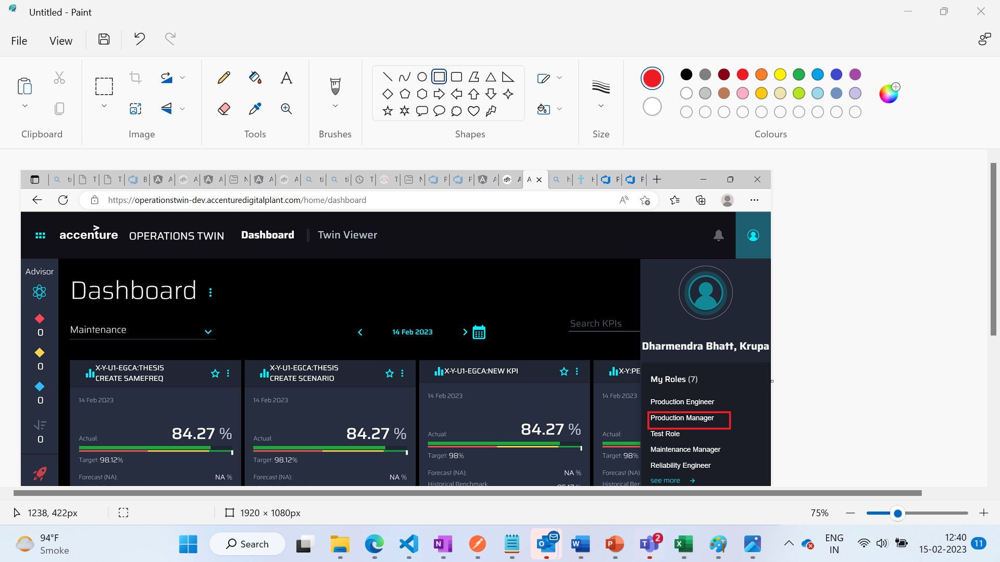 Untitled - Paint
File
View
Clipboard
Image
Tools
Brushes
Shapes
Size
Colours
https://operationstwin-dev.accenturedigitalplant.com/home/dashboard
accenture
OPERATIONS TWIN
Dashboard
Twin Viewer
Advisor
0
0
0
0
Dashboard
Maintenance
14 Feb 2023
Search KPIs
X-Y-U1-EGCA:THESIS
CREATE SAMEFREQ
14 Feb 2023
Actual:
84.27 %
Target: 98.12%
Forecast (NA):
NA %
X-Y-U1-EGCA:THESIS
CREATE SCENARIO
14 Feb 2023
Actual:
84.27 %
Target: 98.12%
Forecast (NA):
NA %
X-Y-U1-EGCA:NEW KPI
14 Feb 2023
Actual:
84.27 %
Target: 98%
Forecast (NA):
NA %
Historical Benchmark
X-Y:PE
14 Feb 2023
Actual:
Target: 98%
Forecast (NA)
Historical Ber
Dharmendra Bhatt, Krupa
My Roles (7)
Production Engineer
Production Manager
Test Role
Maintenance Manager
Reliability Engineer
see more
1238, 422px
1920 × 1080px
75%
94°F
Smoke
Search
2
ENG
IN
12:40
15-02-2023
11